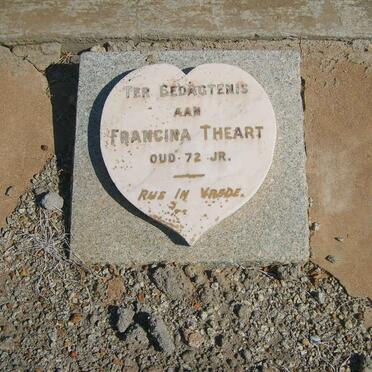 TER GEDAGTENIS
AAN
FRANCINA THEART
OUD 72 JR.
RUS IN VREDE.